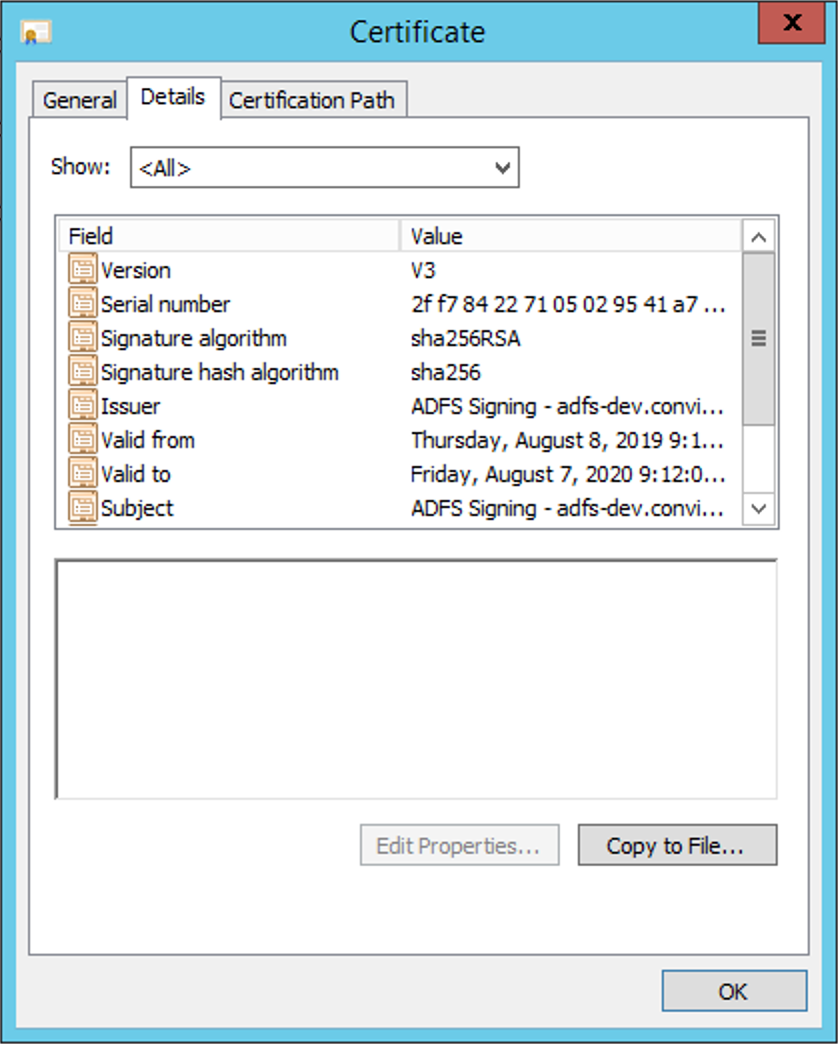 Certificate
X
General Details Certification Path
Show: <All>
Field Value
Version V3
Serial number 2f f7 84 22 71 05 02 95 41 a7 ...
Signature algorithm sha256RSA
Signature hash algorithm sha256
Issuer ADFS Signing - adfs-dev.convi...
Valid from Thursday, August 8, 2019 9:1...
Valid to Friday, August 7, 2020 9:12:0...
Subject ADFS Signing - adfs-dev.convi...
Edit Properties... Copy to File...
OK